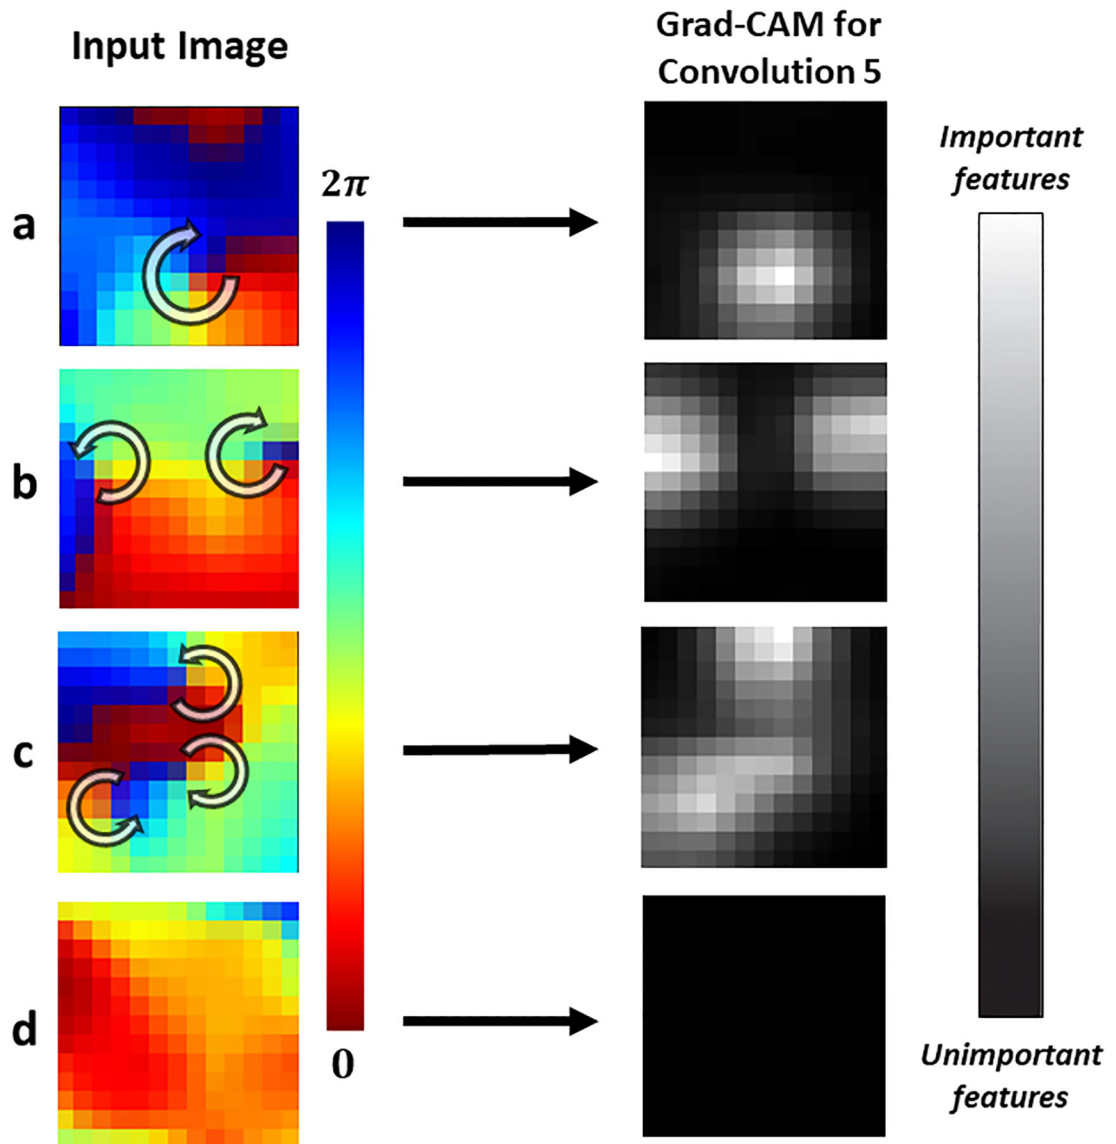 Input Image
Grad-CAM for
Convolution 5
a
2π
Important
features
b
c
d
0
Unimportant
features